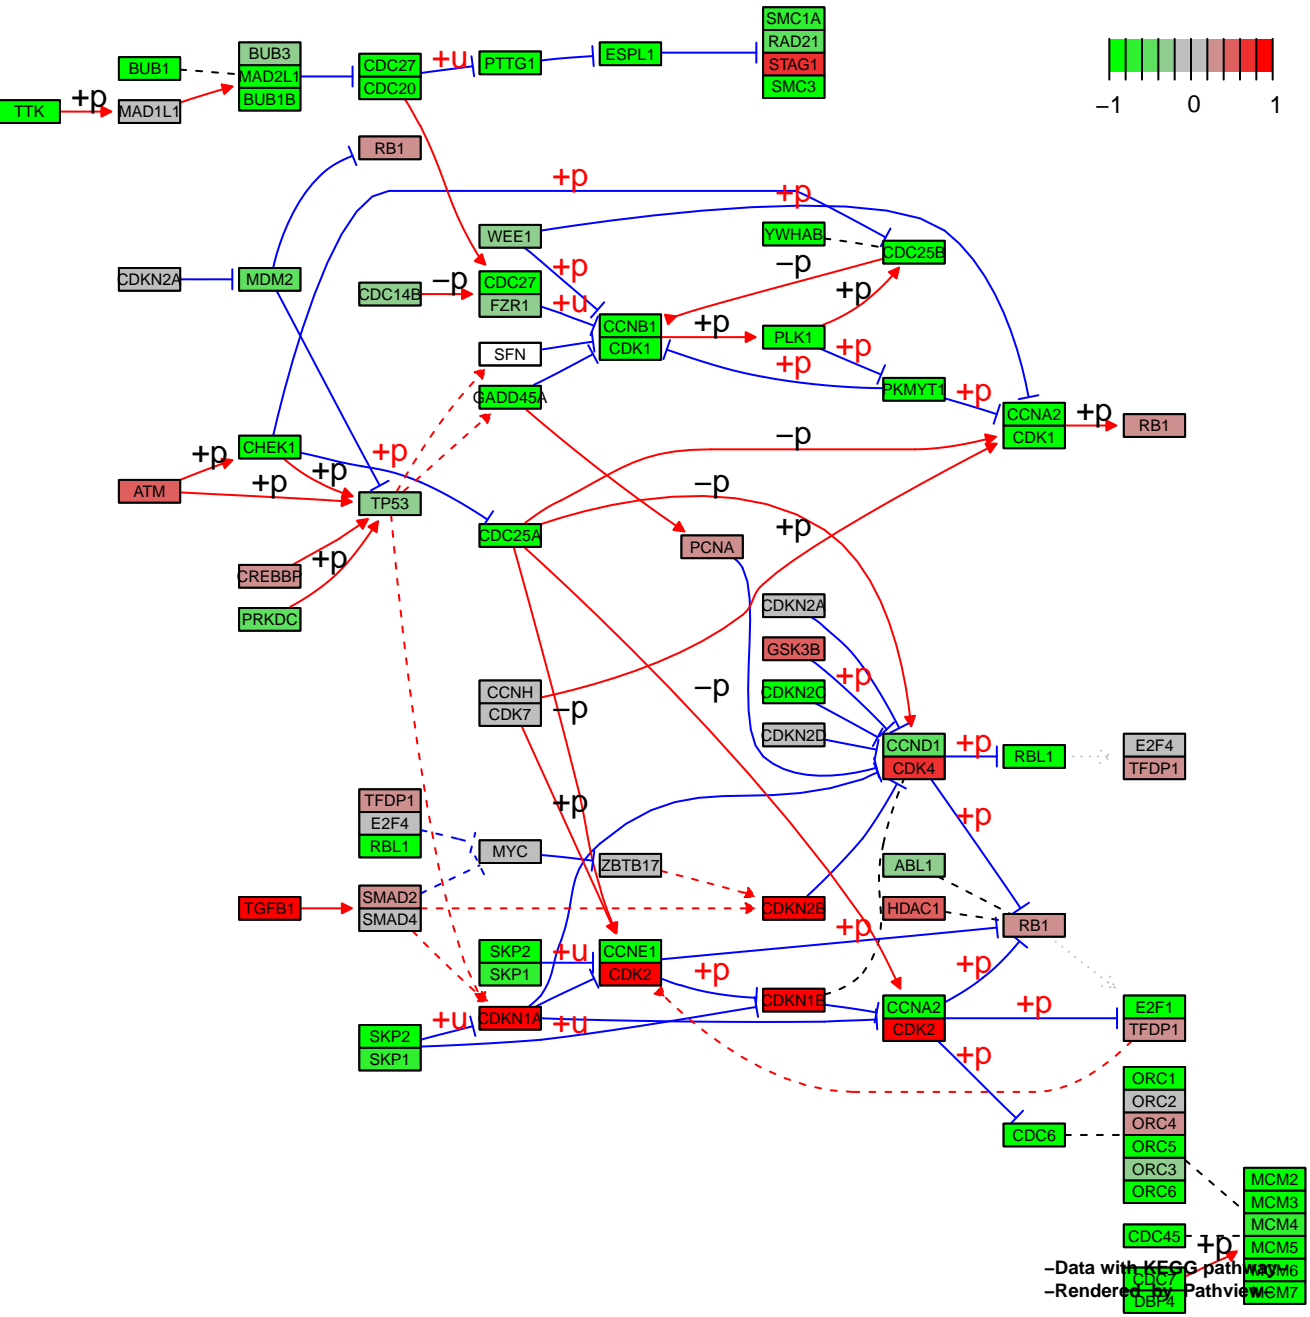 SMC1A
BUB3 RAD21
BUB1 MAD2L1 CDC27 +u PTTG1 ESPL1 STAG1
BUB1B CDC20 SMC3
TTK +p MAD1L1
−1 0 1
RB1
+p +p
WEE1 YWHAB CDC25B
CDKN2A MDM2 CDC14B −p CDC27 +p −p
FZR1 +u +p
CCNB1 +p PLK1
SFN CDK1 +p
+p
GADD45A PKMYT1 +p
CCNA2 +p RB1
CDK1
CHEK1 +p −p
+p +p
ATM +p TP53 −p
CDC25A +p
PCNA
CREBBP +p
PRKDC CDKN2A
GSK3B
+p
CCNH −p CDKN2C
CDK7 −p CDKN2D
CCND1 +p RBL1 E2F4
CDK4 TFDP1
TFDP1 +p
E2F4 +p
RBL1 MYC ZBTB17 ABL1
SMAD2
TGFB1 SMAD4 CDKN2B HDAC1
+p RB1
SKP2 +u CCNE1
SKP1 CDK2 +p +p
CDKN1B CCNA2 +p E2F1
CDKN1A +u CDK2 TFDP1
SKP2 +u
SKP1 +p
ORC1
ORC2
ORC4
CDC6 ORC5
ORC3
ORC6 MCM2
MCM3
MCM4
CDC45 +p MCM5
−Data with KEGG pathway−
MCM6
CDC7
−Rendered by Pathview−
MCM7
DBF4